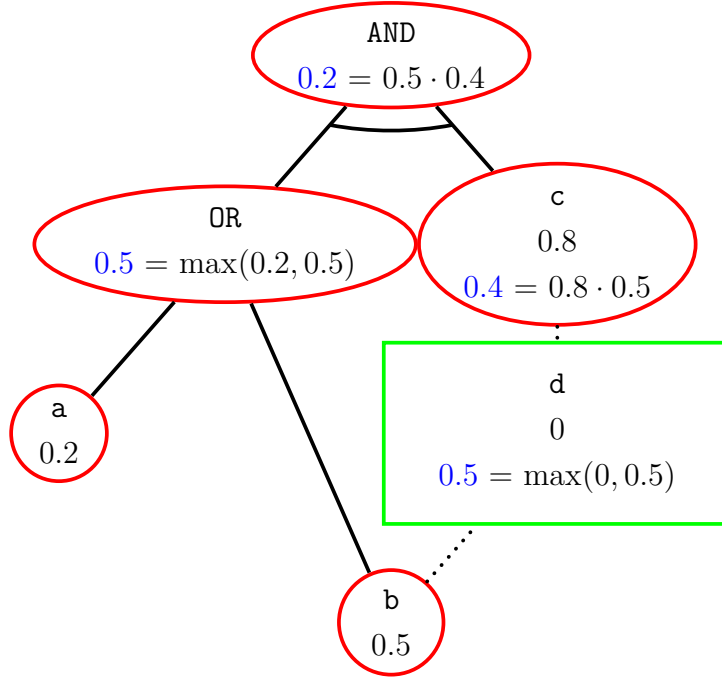 AND
0.2 = 0.5 · 0.4
OR
0.5 = max(0.2, 0.5)
c
0.8
0.4 = 0.8 · 0.5
a
0.2
d
0
0.5 = max(0, 0.5)
b
0.5